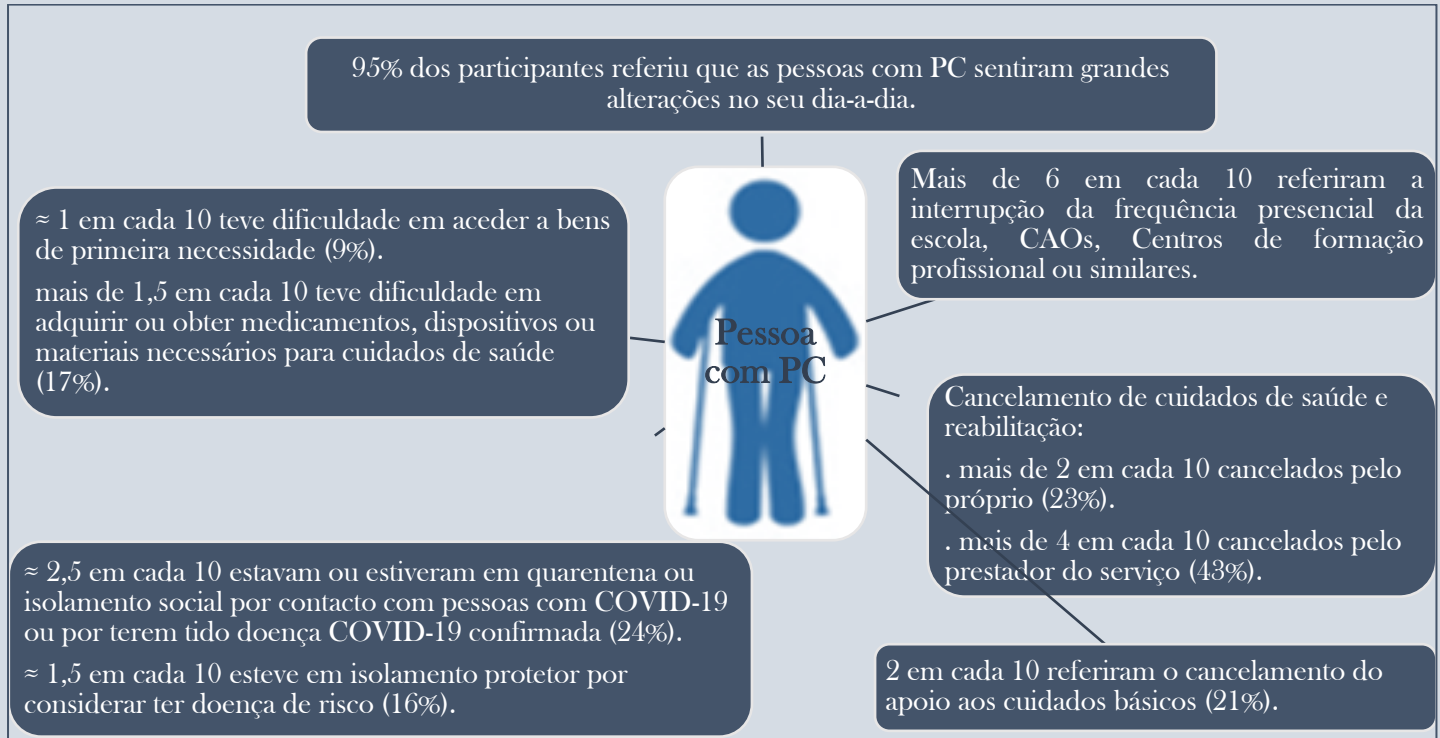 95% dos participantes referiu que as pessoas com PC sentiram grandes
alterações no seu dia-a-dia.
≈ 1 em cada 10 teve dificuldade em aceder a bens
de primeira necessidade (9%).
mais de 1,5 em cada 10 teve dificuldade em
adquirir ou obter medicamentos, dispositivos ou
materiais necessários para cuidados de saúde
(17%).
Pessoa
com PC
Mais de 6 em cada 10 referiram a
interrupção da frequência presencial da
escola, CAOs, Centros de formação
profissional ou similares.
Cancelamento de cuidados de saúde e
reabilitação:
. mais de 2 em cada 10 cancelados pelo
próprio (23%).
. mais de 4 em cada 10 cancelados pelo
prestador do serviço (43%).
≈ 2,5 em cada 10 estavam ou estiveram em quarentena ou
isolamento social por contacto com pessoas com COVID-19
ou por terem tido doença COVID-19 confirmada (24%).
≈ 1,5 em cada 10 esteve em isolamento protetor por
considerar ter doença de risco (16%).
2 em cada 10 referiram o cancelamento do
apoio aos cuidados básicos (21%).